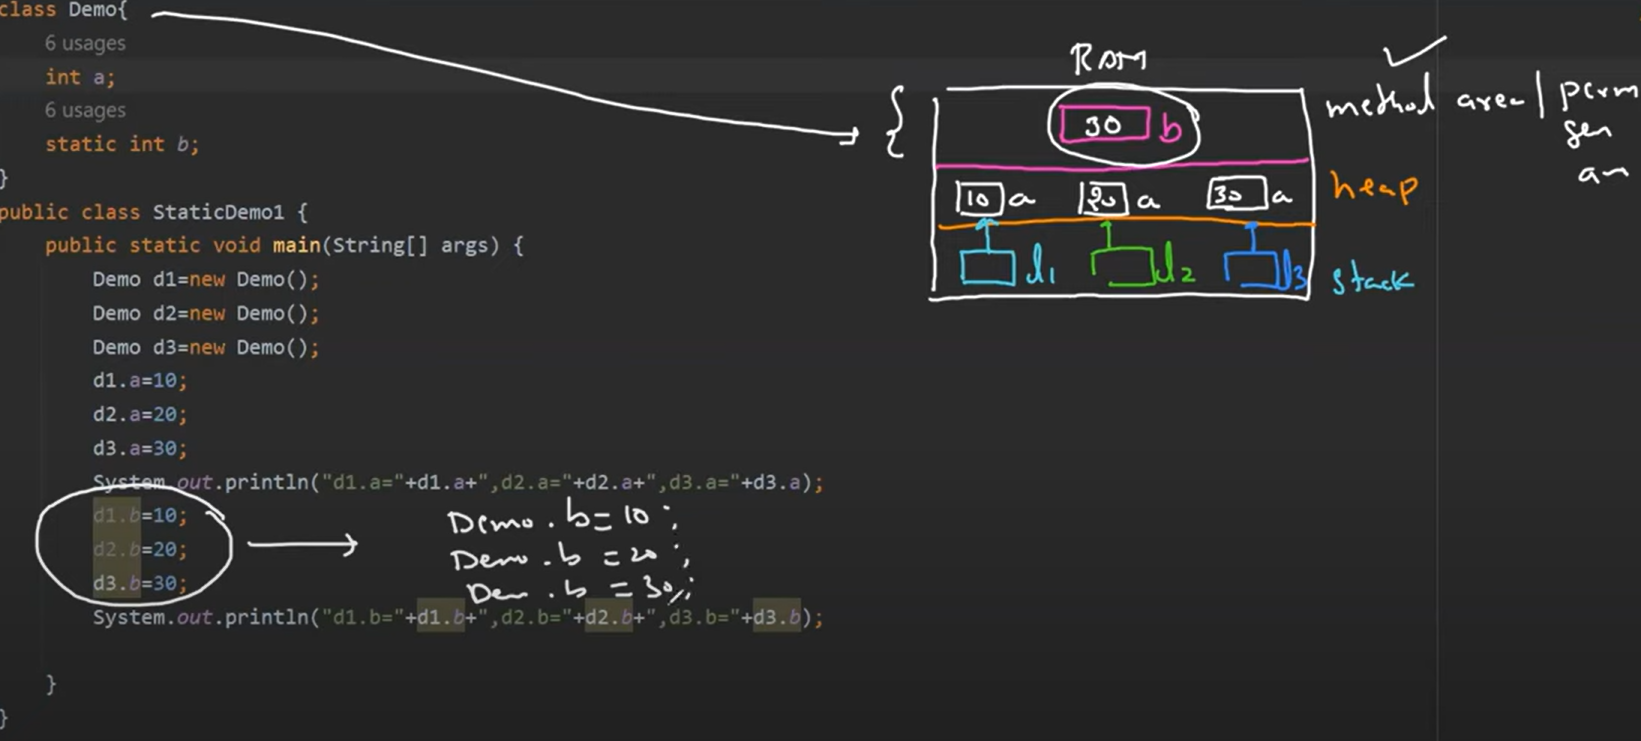 class Demo{
6 usages
int a;
6 usages
static int b;
}
public class StaticDemo1 {
public static void main(String[] args) {
Demo d1=new Demo();
Demo d2=new Demo();
Demo d3=new Demo();
d1.a=10;
d2.a=20;
d3.a=30;
System.out.println("d1.a="+d1.a+",d2.a="+d2.a+",d3.a="+d3.a);
d1.b=10;
d2.b=20;
d3.b=30;
System.out.println("d1.b="+d1.b+",d2.b="+d2.b+",d3.b="+d3.b);
}
}
Demo.b=10;
Demo.b=20;
Dem.b=30;
RAM
30 b
method area | perm
gen
10 a 20 a 30 a
heap
d1 d2 d3
stack